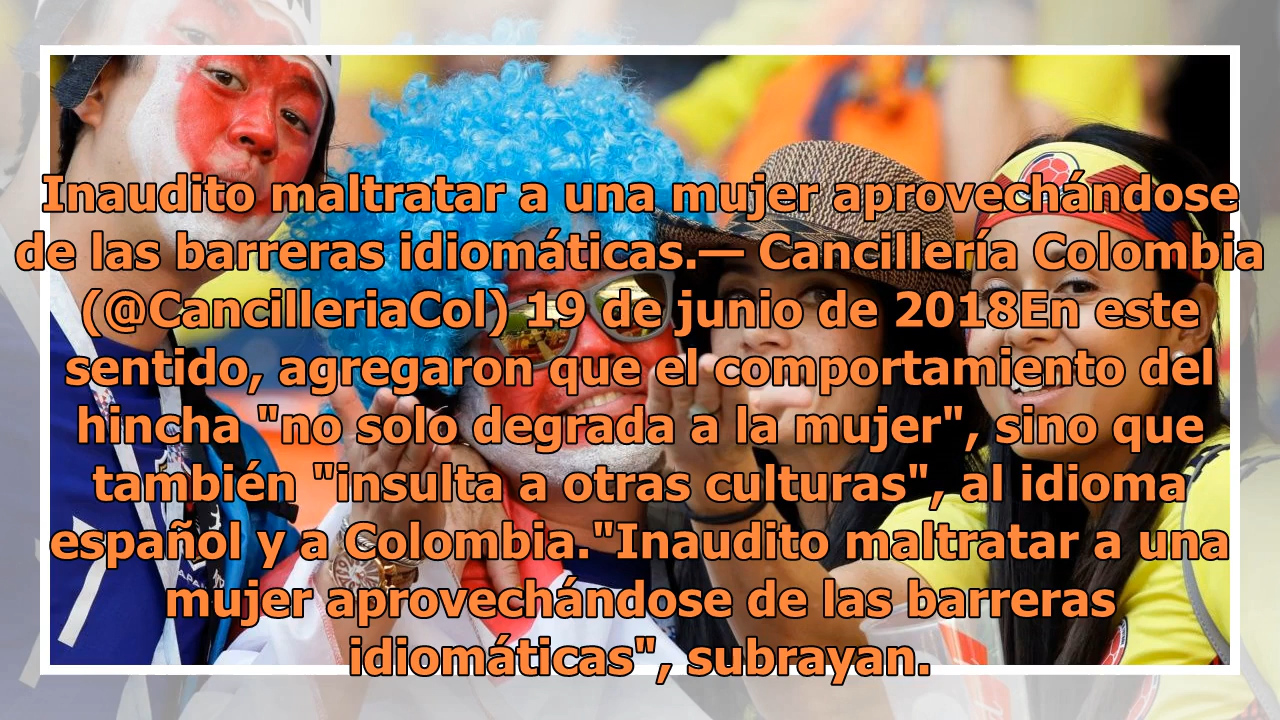 Inaudito maltratar a una mujer aprovechándose
de las barreras idiomáticas.— Cancillería Colombia
(@CancilleriaCol) 19 de junio de 2018En este
sentido, agregaron que el comportamiento del
hincha "no solo degrada a la mujer", sino que
también "insulta a otras culturas", al idioma
español y a Colombia."Inaudito maltratar a una
mujer aprovechándose de las barreras
idiomáticas", subrayan.